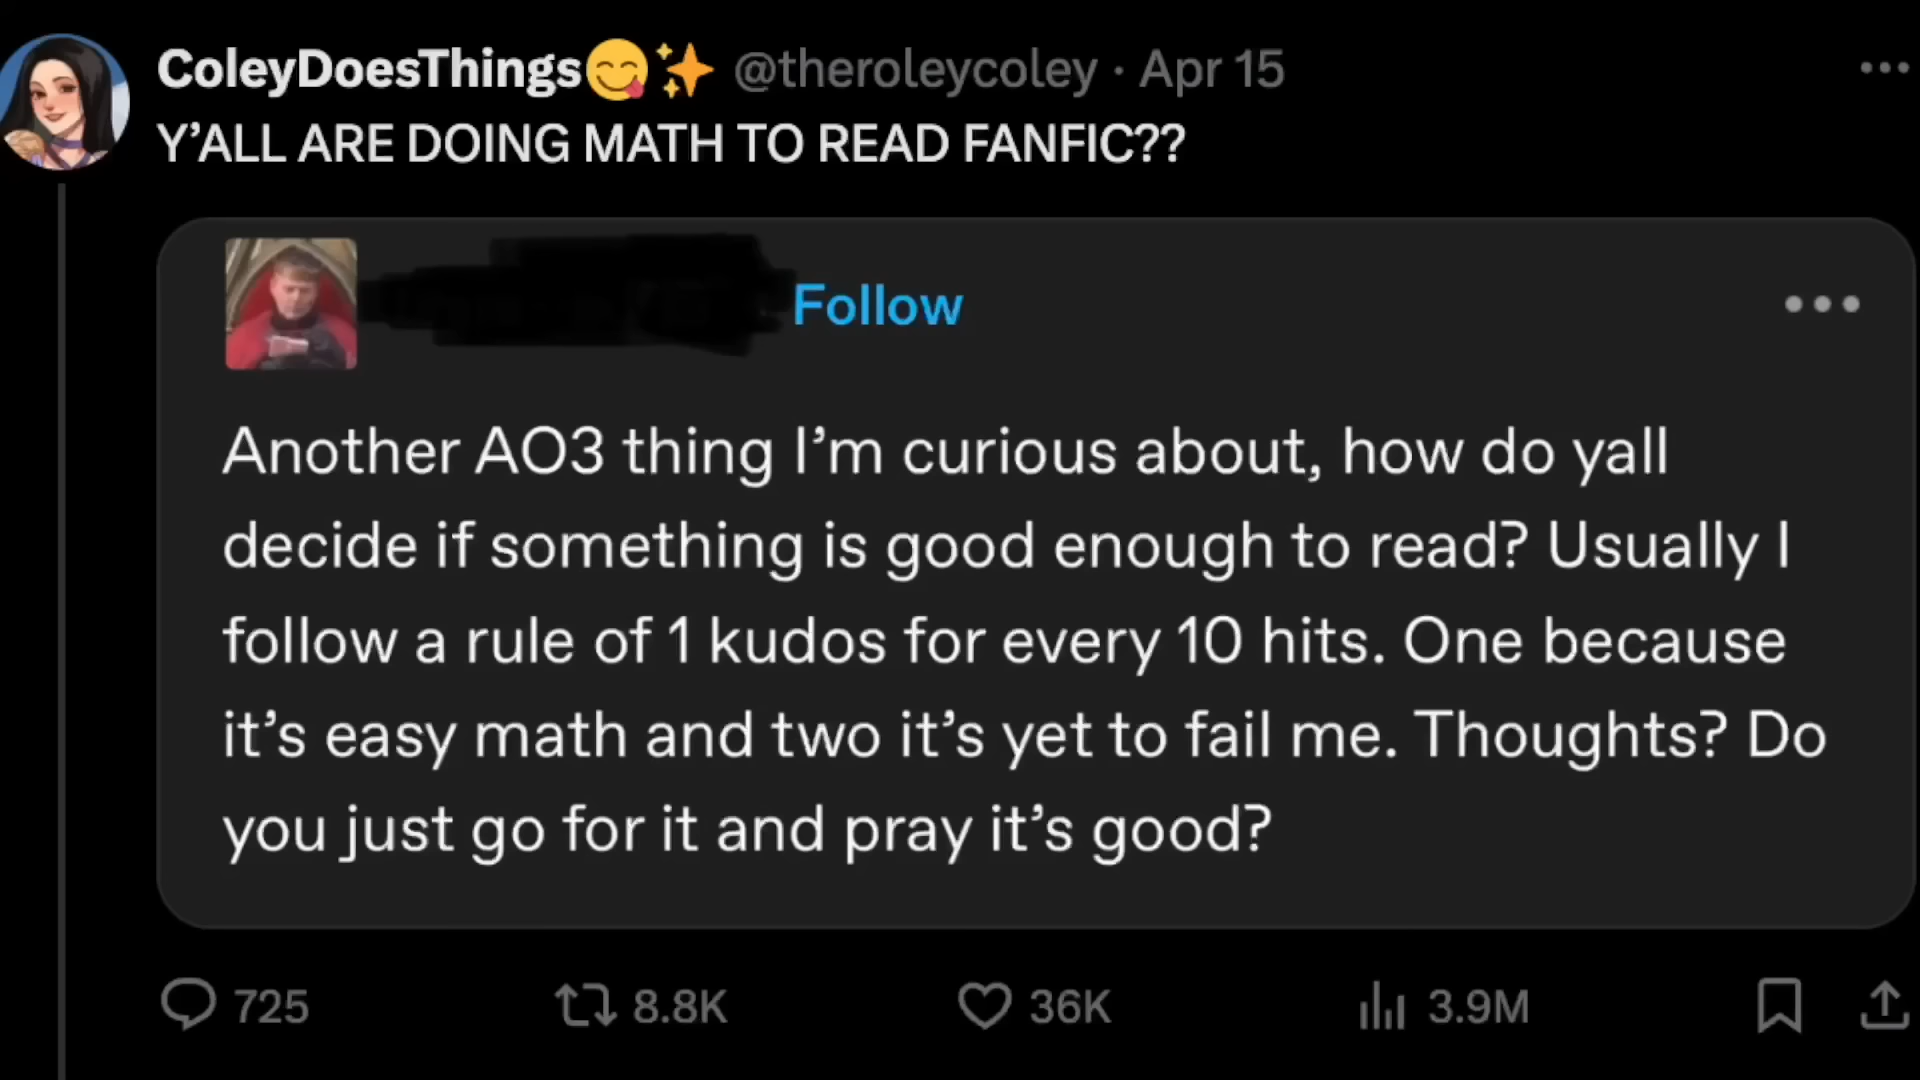 ColeyDoesThings😋✨ @theroleycoley · Apr 15
Y’ALL ARE DOING MATH TO READ FANFIC??
Follow
Another AO3 thing I’m curious about, how do yall
decide if something is good enough to read? Usually I
follow a rule of 1 kudos for every 10 hits. One because
it’s easy math and two it’s yet to fail me. Thoughts? Do
you just go for it and pray it’s good?
725 8.8K 36K 3.9M